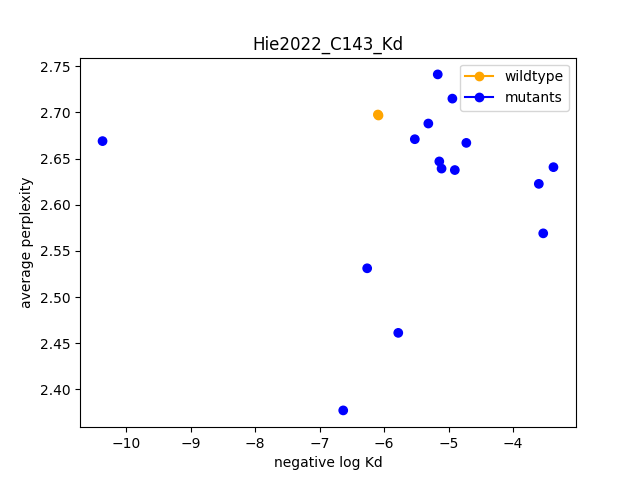 Hie2022_C143_Kd
wildtype
mutants
average perplexity
2.75
2.70
2.65
2.60
2.55
2.50
2.45
2.40
−10 −9 −8 −7 −6 −5 −4
negative log Kd